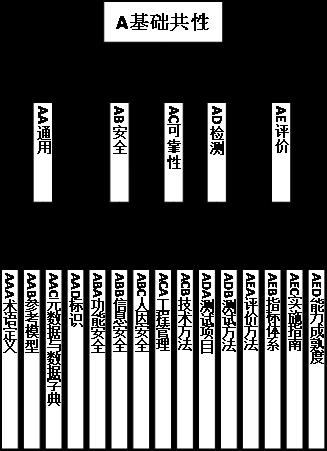 A基础共性
AA通用
AB安全
AC可靠性
AD检测
AE评价
AAA术语定义
AAB参考模型
AAC元数据与数据字典
AAD标识
ABA功能安全
ABB信息安全
ABC人因安全
ACA工程管理
ACB技术方法
ADA测试项目
ADB测试方法
AEA评价方法
AEB指标体系
AEC实施指南
AED能力成熟度